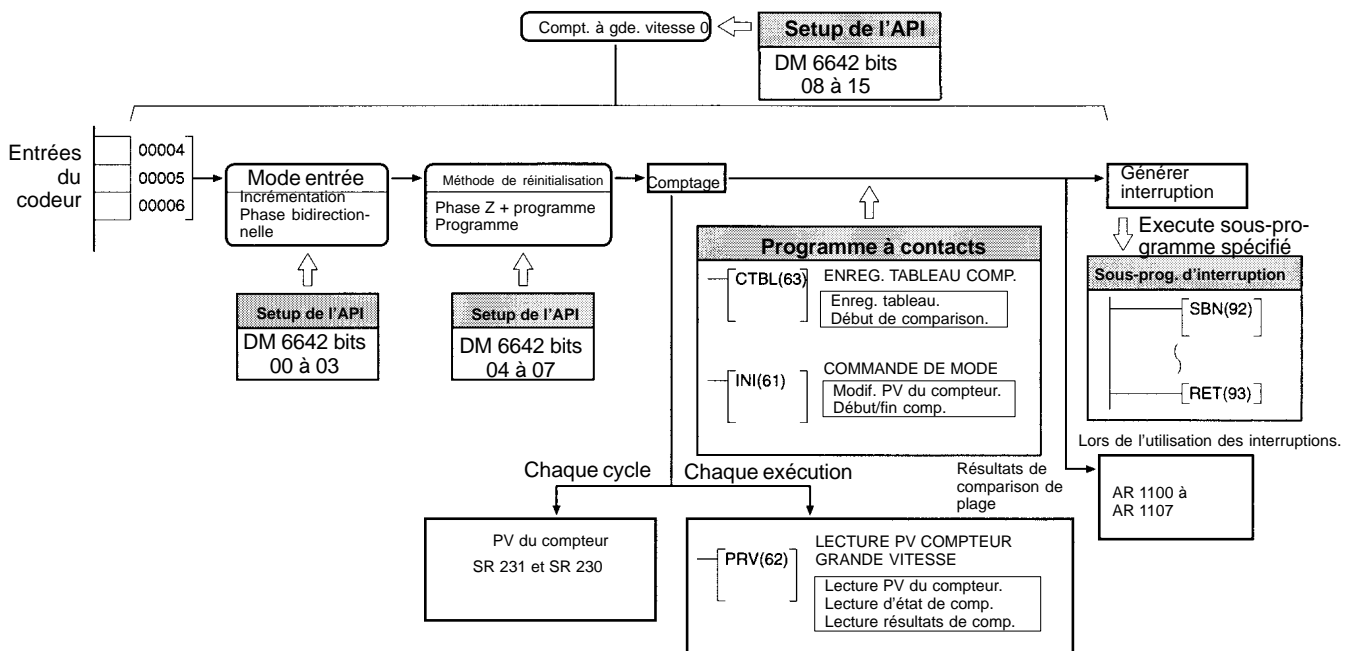 Compt. à gde. vitesse 0
Setup de l'API
DM 6642 bits
08 à 15
Entrées
du
codeur
00004
00005
00006
Mode entrée
Incrémentation
Phase bidirection-
nelle
Méthode de réinitialisation
Phase Z + programme
Programme
Comptage
Générer
interruption
Execute sous-pro-
gramme spécifié
Setup de l'API
DM 6642 bits
00 à 03
Setup de l'API
DM 6642 bits
04 à 07
Programme à contacts
CTBL(63)
ENREG. TABLEAU COMP.
Enreg. tableau.
Début de comparison.
INI(61)
COMMANDE DE MODE
Modif. PV du compteur.
Début/fin comp.
Sous-prog. d'interruption
SBN(92)
RET(93)
Lors de l'utilisation des interruptions.
Chaque cycle
Chaque exécution
Résultats de
comparison de
plage
AR 1100 à
AR 1107
PV du compteur
SR 231 et SR 230
PRV(62)
LECTURE PV COMPTEUR
GRANDE VITESSE
Lecture PV du compteur.
Lecture d'état de comp.
Lecture résultats de comp.